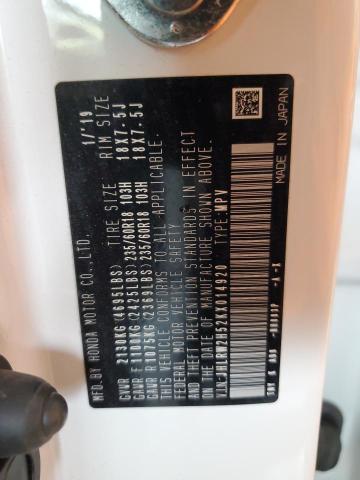 MFD.BY HONDA MOTOR CO.,LTD. 1/'19
GVWR 2130KG (4695LBS) TIRE SIZE RIM SIZE
GAWR F 1100KG (2425LBS) 235/60R18 103H 18X7.5J
GAWR R 1075KG (2369LBS) 235/60R18 103H 18X7.5J
THIS VEHICLE CONFORMS TO ALL APPLICABLE
FEDERAL MOTOR VEHICLE SAFETY
AND THEFT PREVENTION STANDARDS IN EFFECT
ON THE DATE OF MANUFACTURE SHOWN ABOVE.
V.I.N. TYPE:MPV
MADE IN JAPAN